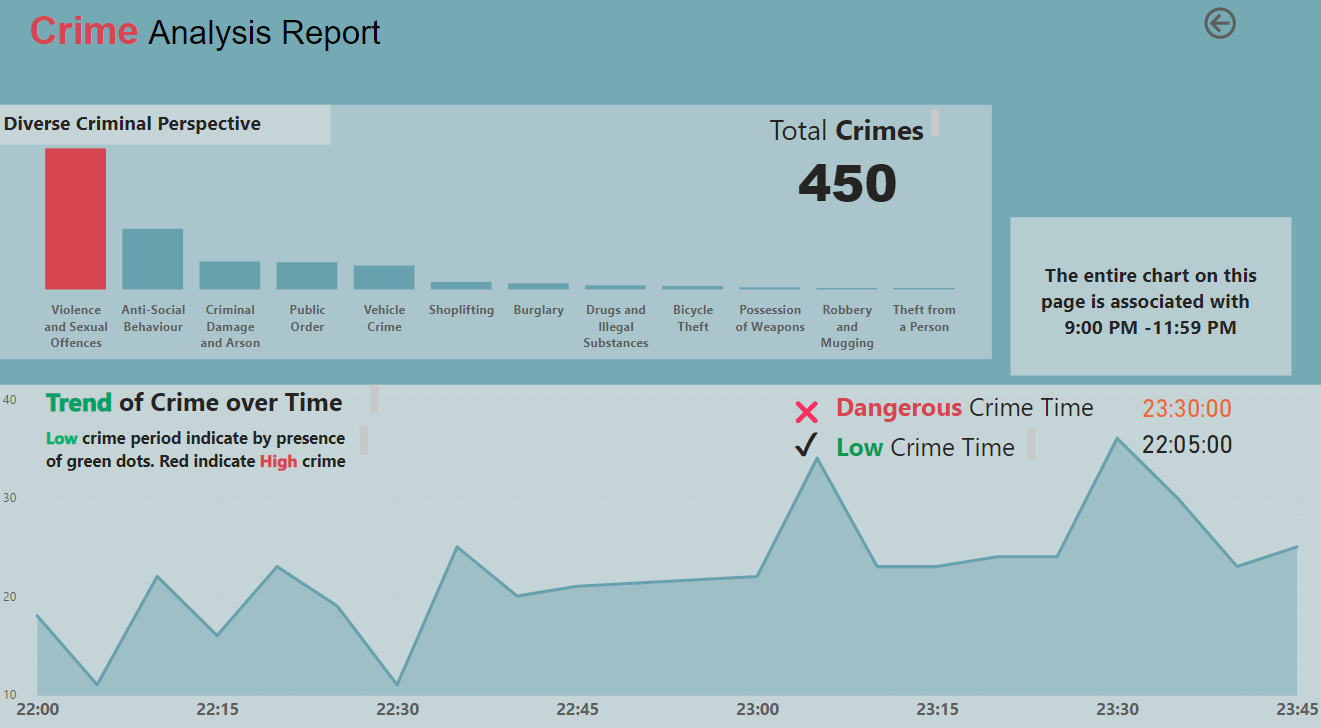 Crime Analysis Report
Diverse Criminal Perspective
Total Crimes
450
Violence
and Sexual
Offences
Anti-Social
Behaviour
Criminal
Damage
and Arson
Public
Order
Vehicle
Crime
Shoplifting
Burglary
Drugs and
Illegal
Substances
Bicycle
Theft
Possession
of Weapons
Robbery
and
Mugging
Theft from
a Person
The entire chart on this
page is associated with
9:00 PM -11:59 PM
Trend of Crime over Time
Low crime period indicate by presence
of green dots. Red indicate High crime
Dangerous Crime Time 23:30:00
Low Crime Time 22:05:00
40
30
20
10
22:00 22:15 22:30 22:45 23:00 23:15 23:30 23:45